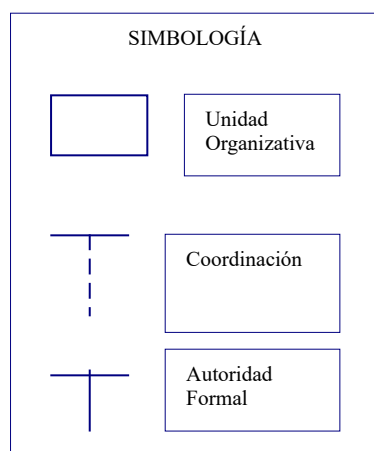 SIMBOLOGÍA
Unidad
Organizativa
Coordinación
Autoridad
Formal